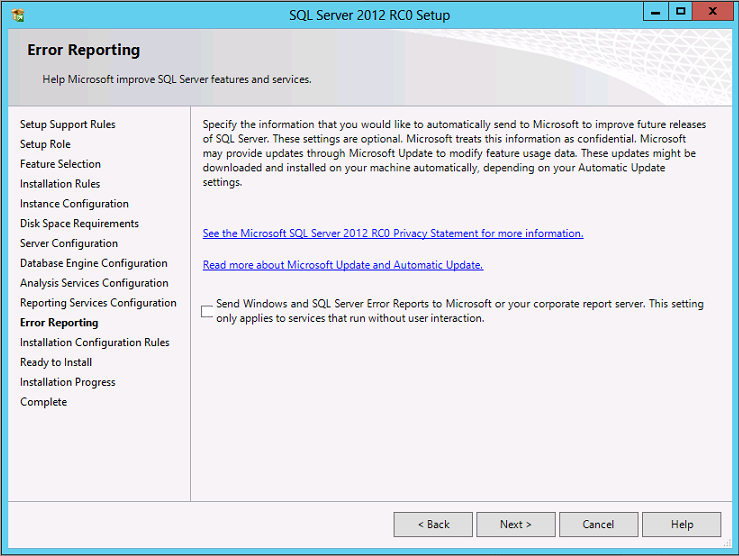 SQL Server 2012 RC0 Setup
Error Reporting
Help Microsoft improve SQL Server features and services.
Setup Support Rules
Setup Role
Feature Selection
Installation Rules
Instance Configuration
Disk Space Requirements
Server Configuration
Database Engine Configuration
Analysis Services Configuration
Reporting Services Configuration
Error Reporting
Installation Configuration Rules
Ready to Install
Installation Progress
Complete
Specify the information that you would like to automatically send to Microsoft to improve future releases
of SQL Server. These settings are optional. Microsoft treats this information as confidential. Microsoft
may provide updates through Microsoft Update to modify feature usage data. These updates might be
downloaded and installed on your machine automatically, depending on your Automatic Update
settings.
See the Microsoft SQL Server 2012 RC0 Privacy Statement for more information.
Read more about Microsoft Update and Automatic Update.
Send Windows and SQL Server Error Reports to Microsoft or your corporate report server. This setting
only applies to services that run without user interaction.
< Back
Next >
Cancel
Help